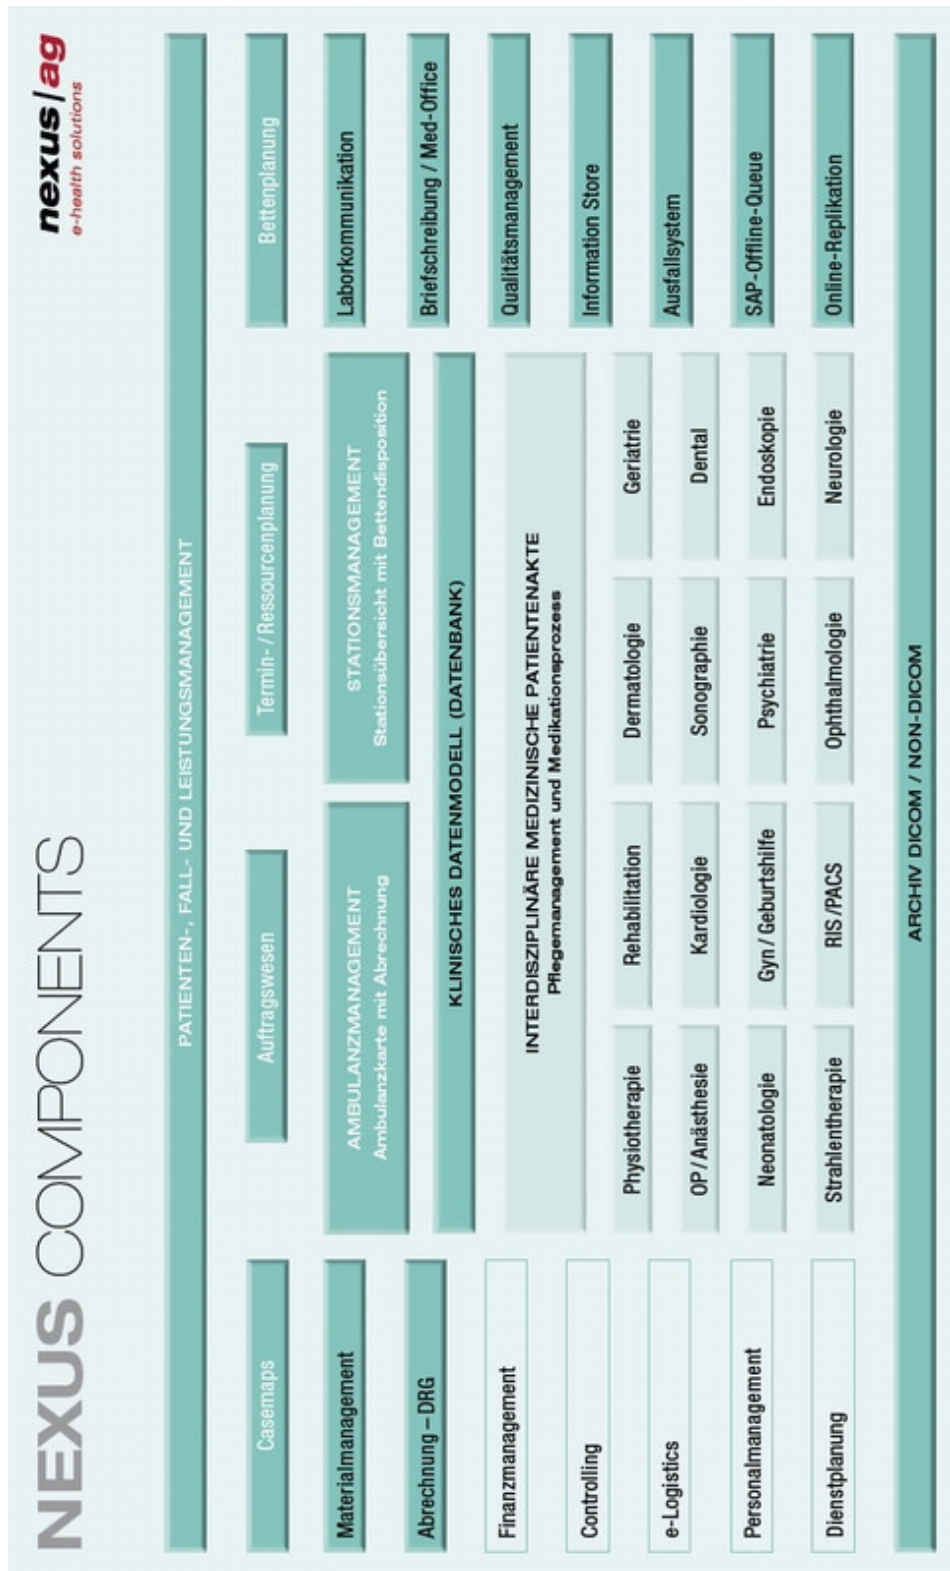 NEXUS COMPONENTS
nexus|ag
e-health solutions
PATIENTEN-, FALL- UND LEISTUNGSMANAGEMENT
Casemaps
Auftragswesen
Termin- / Ressourcenplanung
Bettenplanung
Materialmanagement
Abrechnung – DRG
Finanzmanagement
Controlling
e-Logistics
Personalmanagement
Dienstplanung
AMBULANZMANAGEMENT
Ambulanzkarte mit Abrechnung
STATIONSMANAGEMENT
Stationsübersicht mit Bettendisposition
KLINISCHES DATENMODELL (DATENBANK)
INTERDISZIPLINÄRE MEDIZINISCHE PATIENTENAKTE
Pflegemanagement und Medikationsprozess
Physiotherapie
Rehabilitation
Dermatologie
Geriatrie
OP / Anästhesie
Kardiologie
Sonographie
Dental
Neonatologie
Gyn / Geburtshilfe
Psychiatrie
Endoskopie
Strahlentherapie
RIS / PACS
Ophthalmologie
Neurologie
Laborkommunikation
Briefschreibung / Med-Office
Qualitätsmanagement
Information Store
Ausfallsystem
SAP-Offline-Queue
Online-Replikation
ARCHIV DICOM / NON-DICOM